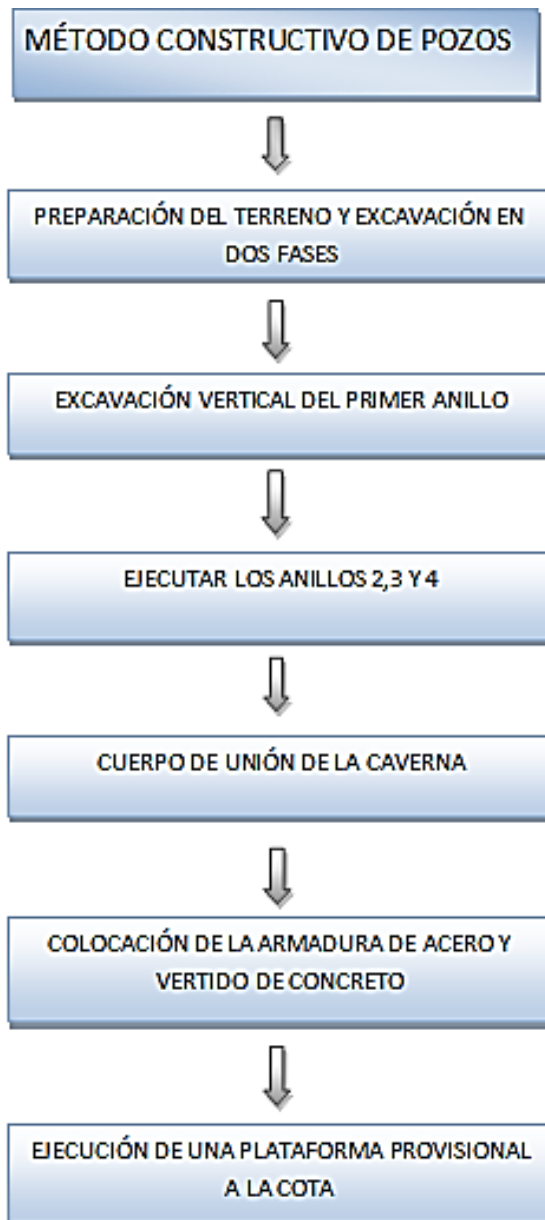 MÉTODO CONSTRUCTIVO DE POZOS
PREPARACIÓN DEL TERRENO Y EXCAVACIÓN EN
DOS FASES
EXCAVACIÓN VERTICAL DEL PRIMER ANILLO
EJECUTAR LOS ANILLOS 2,3 Y 4
CUERPO DE UNIÓN DE LA CAVERNA
COLOCACIÓN DE LA ARMADURA DE ACERO Y
VERTIDO DE CONCRETO
EJECUCIÓN DE UNA PLATAFORMA PROVISIONAL
A LA COTA